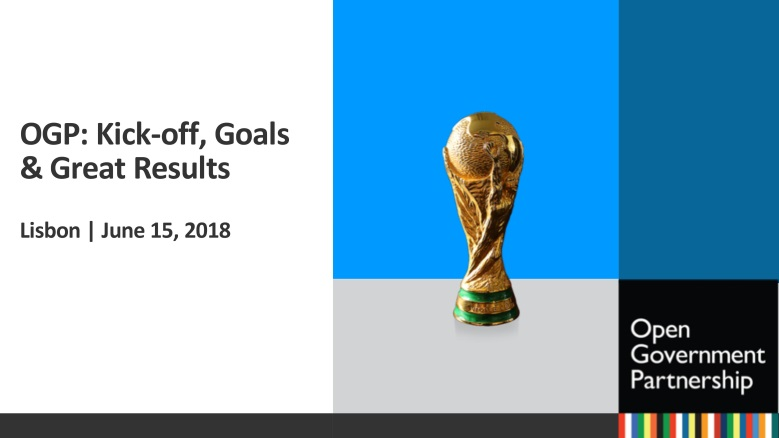 OGP: Kick-off, Goals
& Great Results
Lisbon | June 15, 2018
Open
Government
Partnership